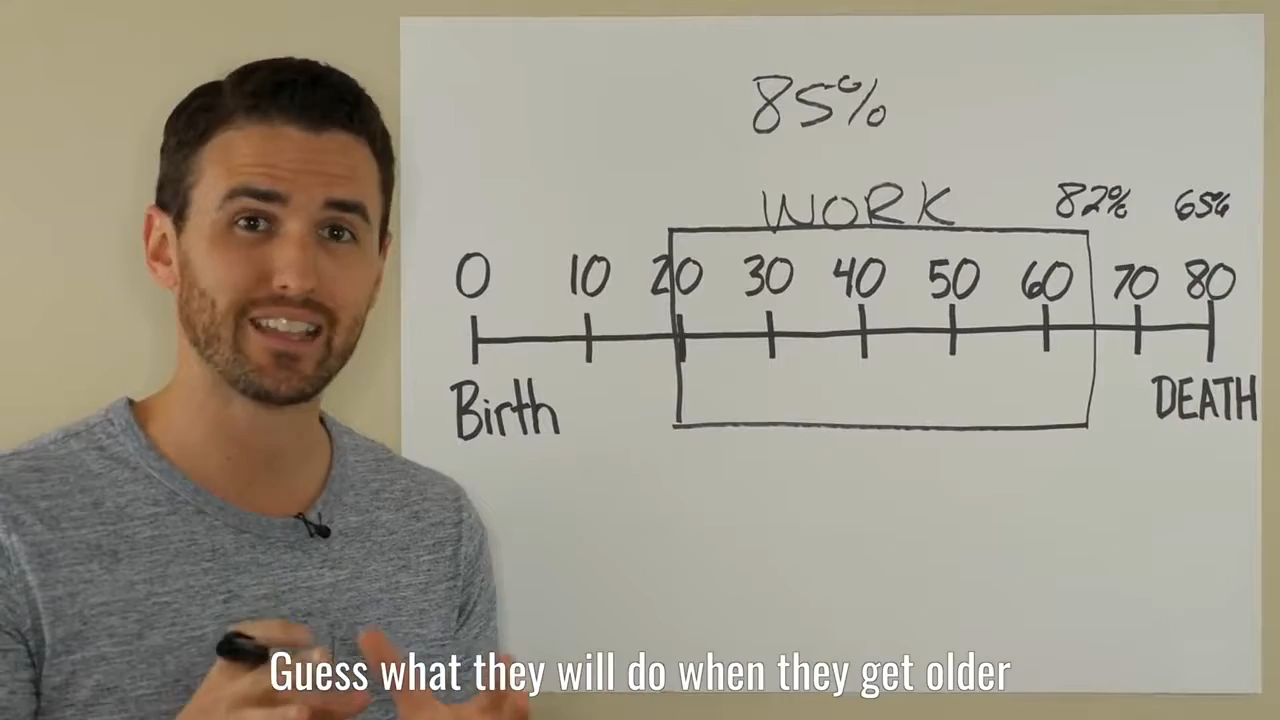 85%
WORK
82% 65%
0 10 20 30 40 50 60 70 80
Birth
DEATH
Guess what they will do when they get older